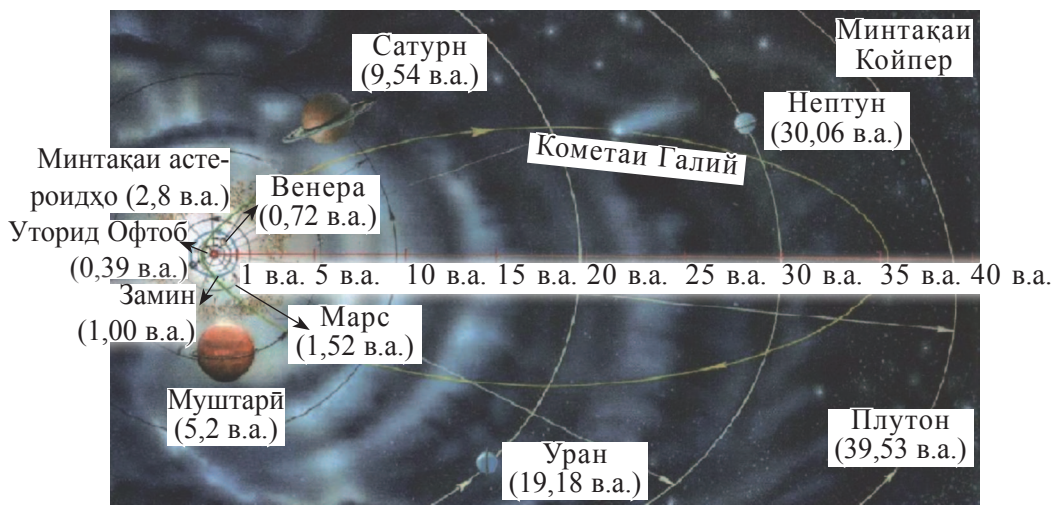 Сатурн
(9,54 в.а.)
Минтақаи
Койпер
Нептун
(30,06 в.а.)
Кометаи Галий
Минтақаи асте-
роидҳо (2,8 в.а.)
Венера
(0,72 в.а.)
Уторид Офтоб
(0,39 в.а.)
1 в.а. 5 в.а. 10 в.а. 15 в.а. 20 в.а. 25 в.а. 30 в.а. 35 в.а. 40 в.а.
Замин
(1,00 в.а.)
Марс
(1,52 в.а.)
Муштарӣ
(5,2 в.а.)
Уран
(19,18 в.а.)
Плутон
(39,53 в.а.)